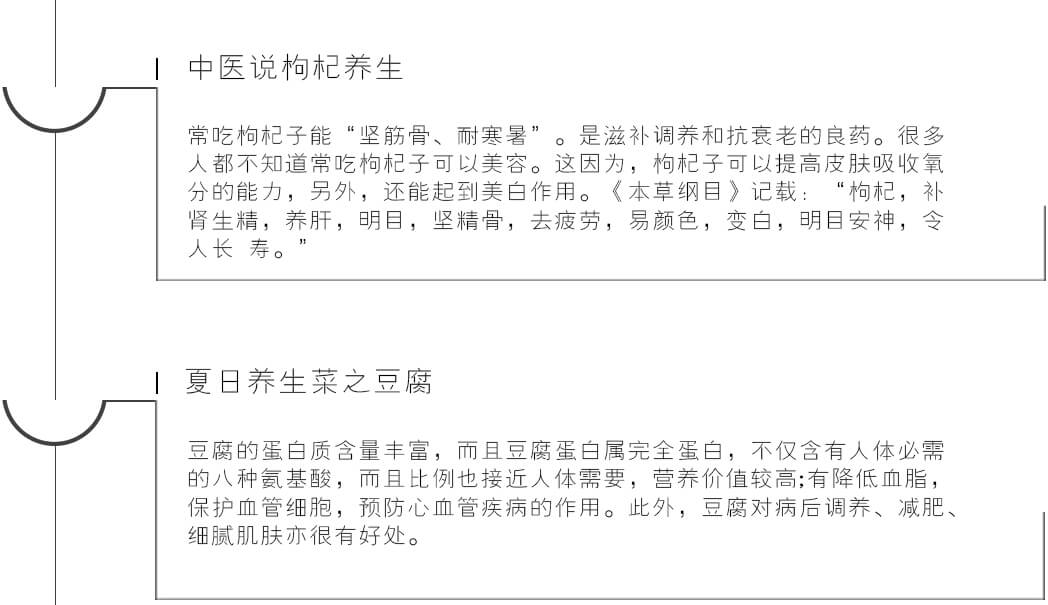 中医说枸杞养生
常吃枸杞子能“坚筋骨、耐寒暑”。是滋补调养和抗衰老的良药。很多
人都不知道常吃枸杞子可以美容。这因为，枸杞子可以提高皮肤吸收氧
分的能力，另外，还能起到美白作用。《本草纲目》记载：“枸杞，补
肾生精，养肝，明目，坚精骨，去疲劳，易颜色，变白，明目安神，令
人长 寿。”
夏日养生菜之豆腐
豆腐的蛋白质含量丰富，而且豆腐蛋白属完全蛋白，不仅含有人体必需
的八种氨基酸，而且比例也接近人体需要，营养价值较高;有降低血脂，
保护血管细胞，预防心血管疾病的作用。此外，豆腐对病后调养、减肥、
细腻肌肤亦很有好处。